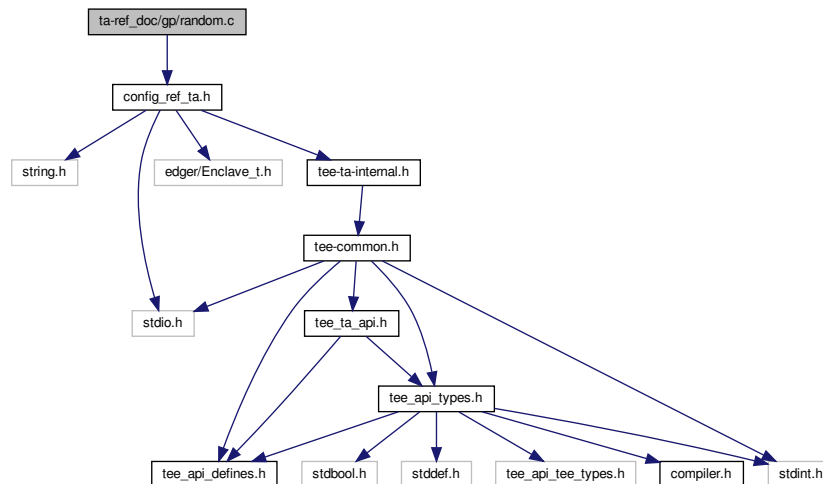 ta-ref_doc/gp/random.c
config_ref_ta.h
string.h
edger/Enclave_t.h
tee-ta-internal.h
tee-common.h
stdio.h
tee_ta_api.h
tee_api_types.h
tee_api_defines.h
stdbool.h
stddef.h
tee_api_tee_types.h
compiler.h
stdint.h